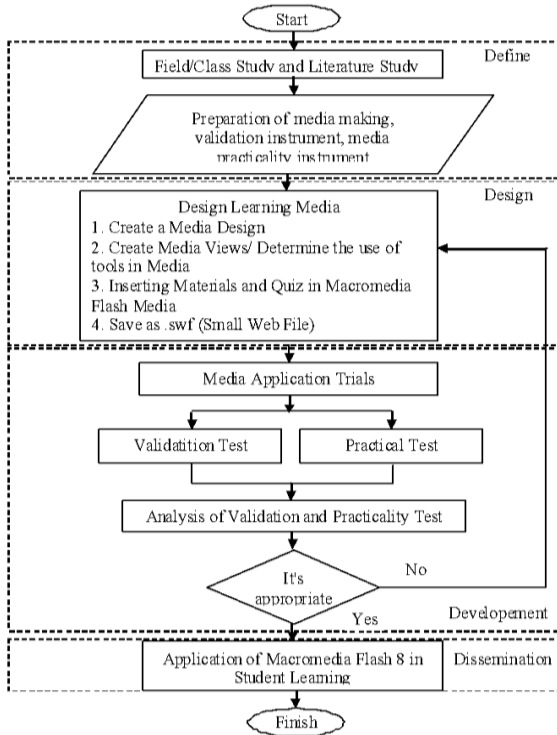 Start
Define
Field/Class Study and Literature Study
Preparation of media making,
validation instrument, media
practicality instrument
Design
Design Learning Media
1. Create a Media Design
2. Create Media Views/ Determine the use of
tools in Media
3. Inserting Materials and Quiz in Macromedia
Flash Media
4. Save as .swf (Small Web File)
Media Application Trials
Validatition Test
Practical Test
Analysis of Validation and Practicality Test
It's
appropriate
No
Yes
Developement
Application of Macromedia Flash 8 in
Student Learning
Dissemination
Finish